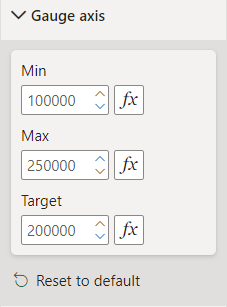 Gauge axis
Min
100000 fx
Max
250000 fx
Target
200000 fx
Reset to default